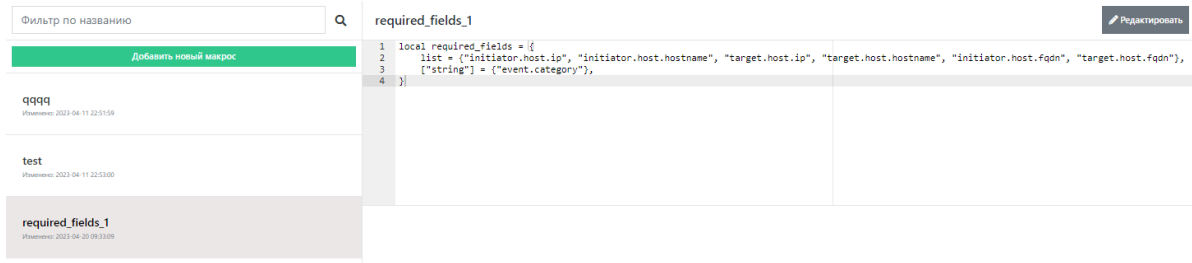 Фильтр по названию
Добавить новый макрос
qqqq
Изменено: 2023-04-11 22:51:59
test
Изменено: 2023-04-11 22:53:00
required_fields_1
Изменено: 2023-04-20 09:33:09
required_fields_1
Редактировать
1 local required_fields = {
2 list = {"initiator.host.ip", "initiator.host.hostname", "target.host.ip", "target.host.hostname", "initiator.host.fqdn", "target.host.fqdn"},
3 ["string"] = {"event.category"},
4 }